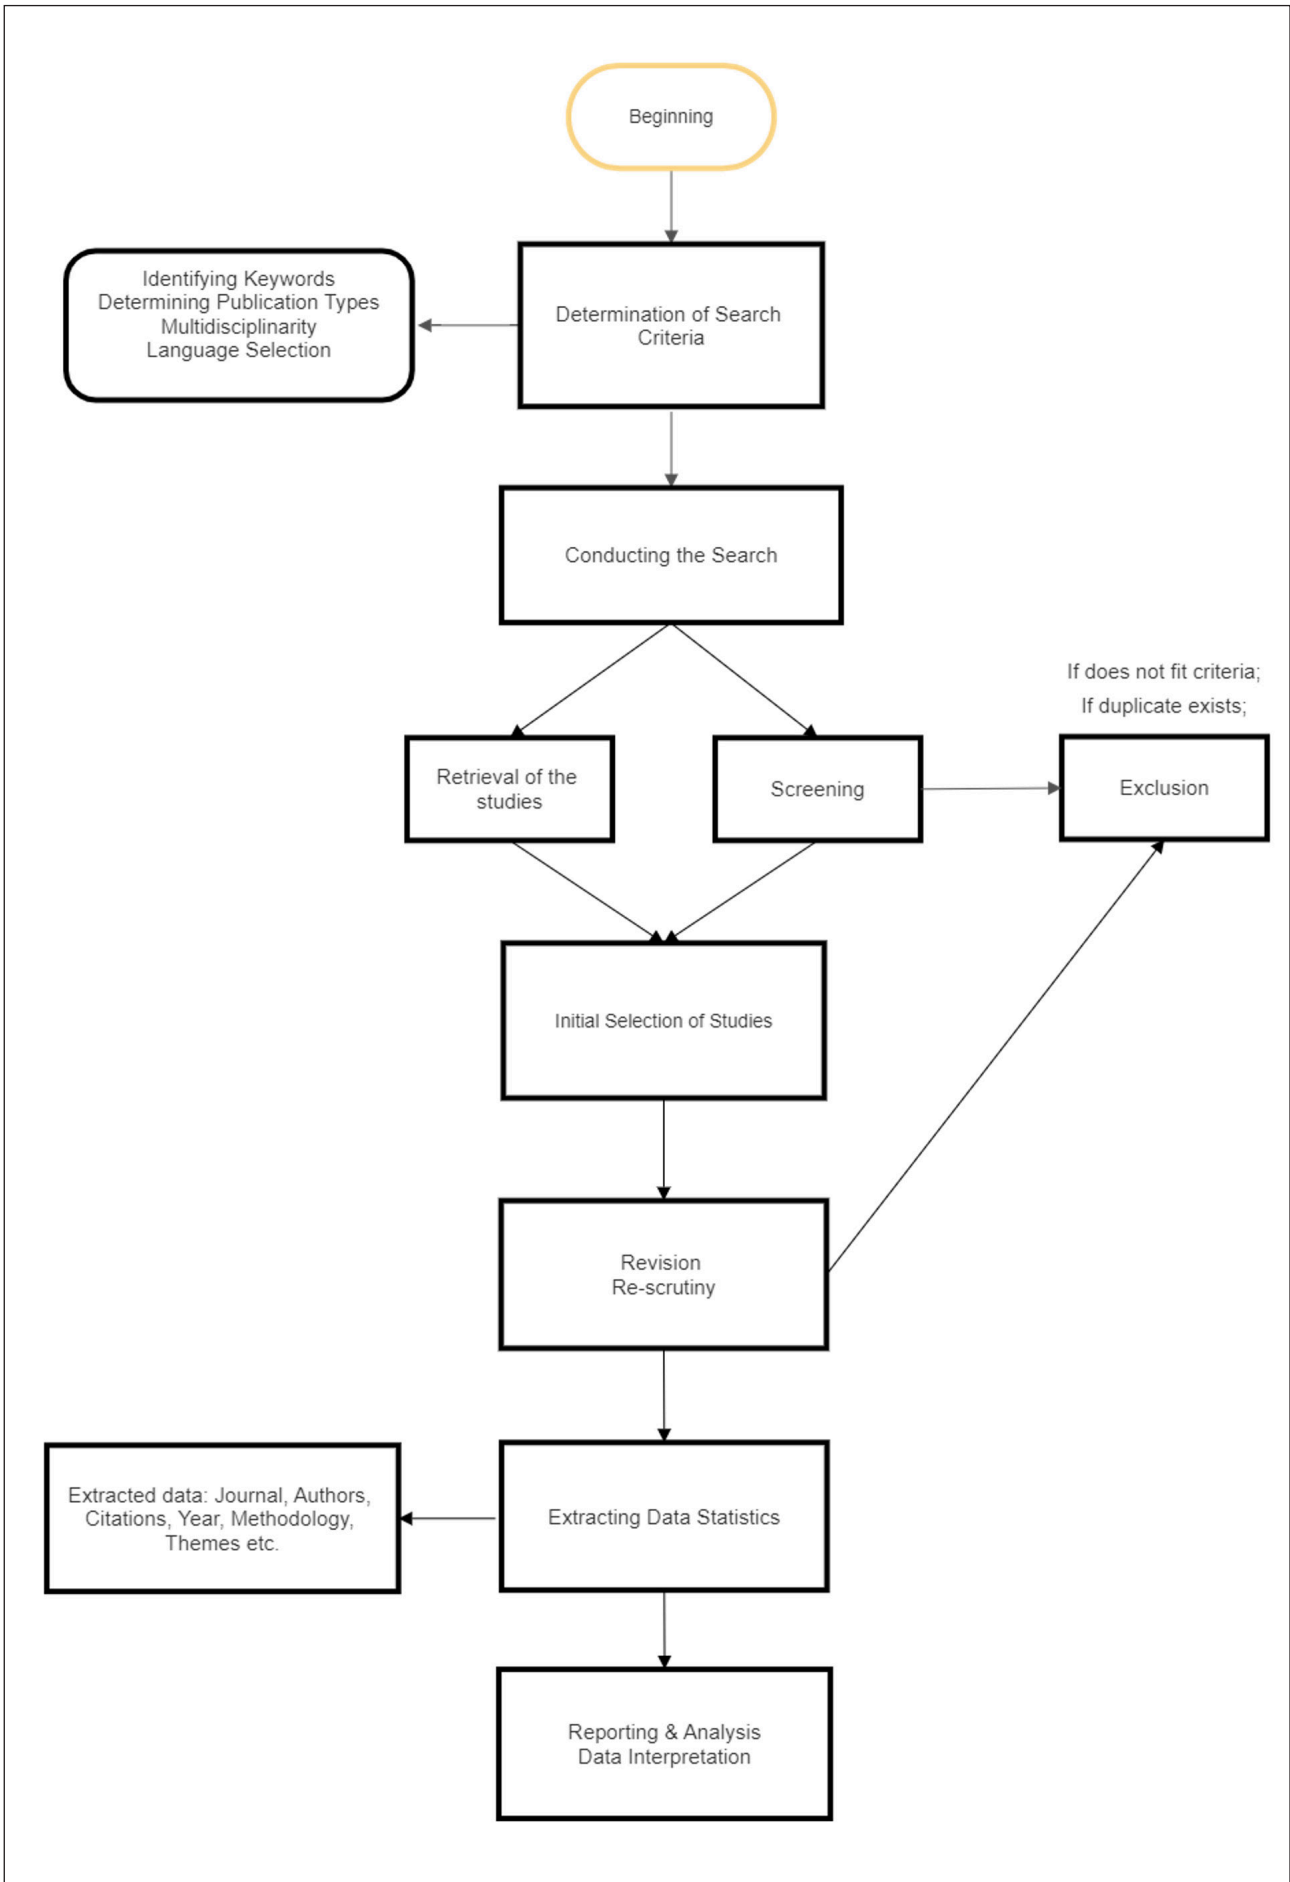 Beginning
Identifying Keywords
Determining Publication Types
Multidisciplinarity
Language Selection
Determination of Search
Criteria
Conducting the Search
If does not fit criteria;
If duplicate exists;
Retrieval of the
studies
Screening
Exclusion
Initial Selection of Studies
Revision
Re-scrutiny
Extracted data: Journal, Authors,
Citations, Year, Methodology,
Themes etc.
Extracting Data Statistics
Reporting & Analysis
Data Interpretation